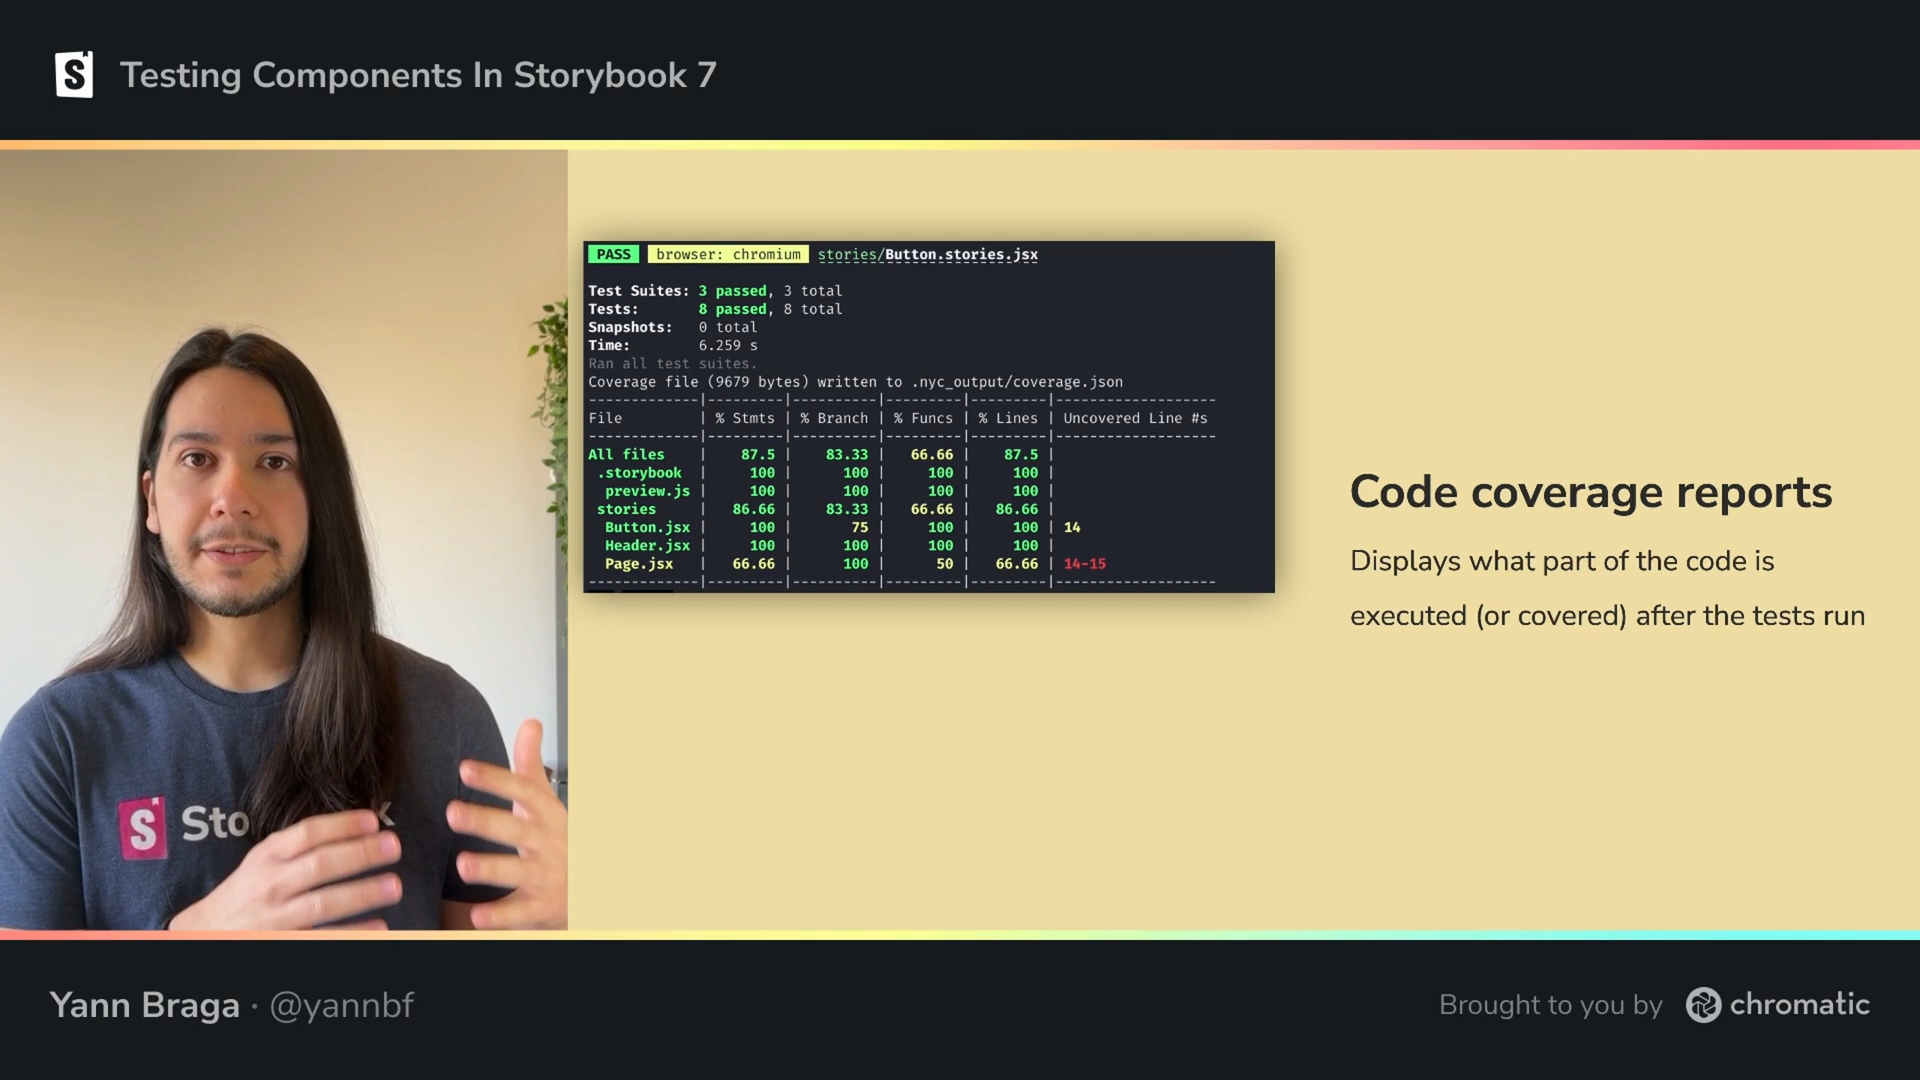 S Testing Components In Storybook 7
PASS browser: chromium stories/Button.stories.jsx
Test Suites: 3 passed, 3 total
Tests: 8 passed, 8 total
Snapshots: 0 total
Time: 6.259 s
Ran all test suites.
Coverage file (9679 bytes) written to .nyc_output/coverage.json
-------------|---------|----------|---------|---------|-------------------
File | % Stmts | % Branch | % Funcs | % Lines | Uncovered Line #s
-------------|---------|----------|---------|---------|-------------------
All files | 87.5 | 83.33 | 66.66 | 87.5 |
.storybook | 100 | 100 | 100 | 100 |
preview.js | 100 | 100 | 100 | 100 |
stories | 86.66 | 83.33 | 66.66 | 86.66 |
Button.jsx | 100 | 75 | 100 | 100 | 14
Header.jsx | 100 | 100 | 100 | 100 |
Page.jsx | 66.66 | 100 | 50 | 66.66 | 14-15
-------------|---------|----------|---------|---------|-------------------
Code coverage reports
Displays what part of the code is
executed (or covered) after the tests run
S Sto k
Yann Braga · @yannbf
Brought to you by chromatic